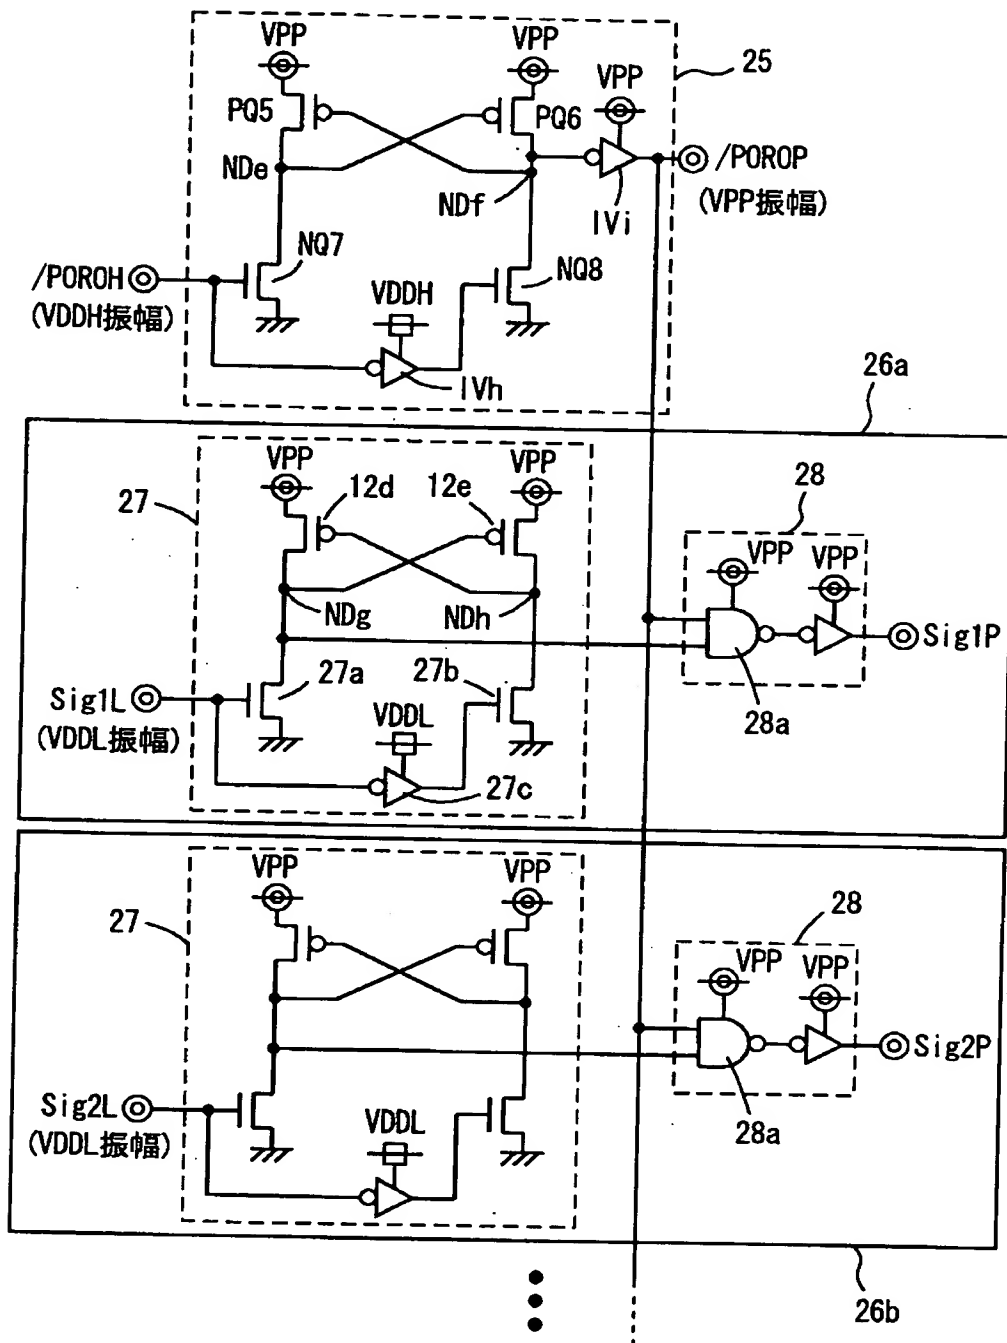 VPP
VPP
VPP
25
PQ5
PQ6
/POROP
(VPP振幅)
NDe
NDf
IVi
NQ7
NQ8
/POROH
(VDDH振幅)
VDDH
IVh
26a
VPP
VPP
27
12d
12e
28
VPP
VPP
NDg
NDh
Sig1P
27a
27b
28a
Sig1L
(VDDL振幅)
VDDL
27c
VPP
VPP
27
28
VPP
VPP
Sig2P
Sig2L
(VDDL振幅)
VDDL
28a
26b